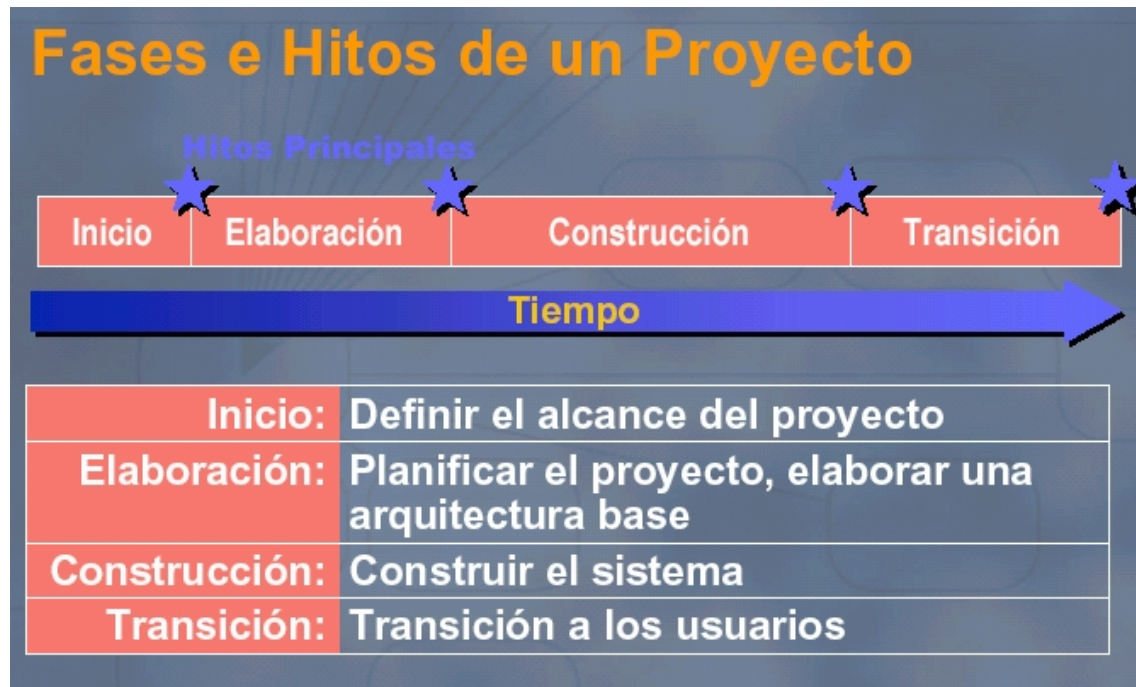 Fases e Hitos de un Proyecto
Hitos Principales
Inicio Elaboración Construcción Transición
Tiempo
Inicio: Definir el alcance del proyecto
Elaboración: Planificar el proyecto, elaborar una
arquitectura base
Construcción: Construir el sistema
Transición: Transición a los usuarios